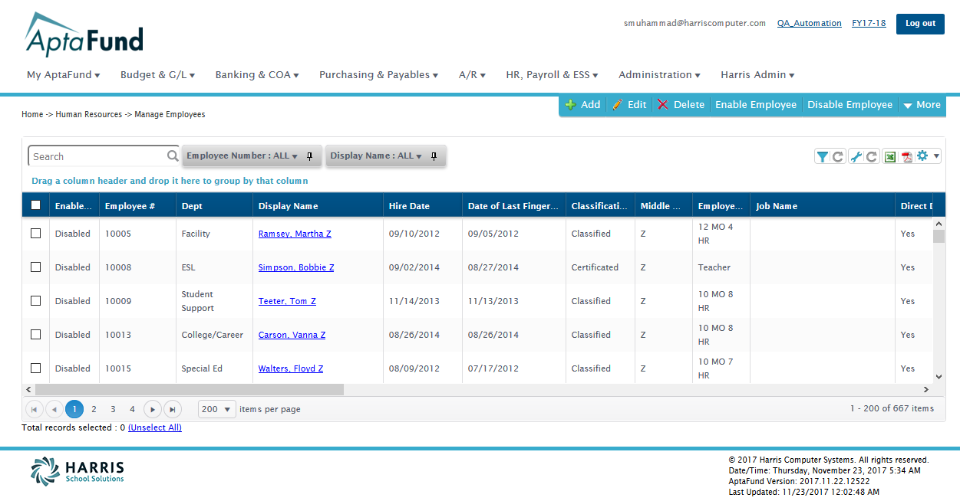 AptaFund
smuhammad@harriscomputer.com QA_Automation FY17-18 Log out
My AptaFund Budget & G/L Banking & COA Purchasing & Payables A/R HR, Payroll & ESS Administration Harris Admin
Add Edit Delete Enable Employee Disable Employee More
Home -> Human Resources -> Manage Employees
Search Employee Number : ALL Display Name : ALL
Drag a column header and drop it here to group by that column
Enable... Employee # Dept Display Name Hire Date Date of Last Finger... Classificati... Middle ... Employe... Job Name Direct D
Disabled 10005 Facility Ramsey, Martha Z 09/10/2012 09/05/2012 Classified Z 12 MO 4 HR Yes
Disabled 10008 ESL Simpson, Bobbie Z 09/02/2014 08/27/2014 Certificated Z Teacher Yes
Disabled 10009 Student Support Teeter, Tom Z 11/14/2013 11/13/2013 Classified Z 10 MO 8 HR Yes
Disabled 10013 College/Career Carson, Vanna Z 08/26/2014 08/26/2014 Classified Z 10 MO 8 HR Yes
Disabled 10015 Special Ed Walters, Floyd Z 08/09/2012 07/17/2012 Classified Z 10 MO 7 HR Yes
1 2 3 4 200 items per page 1 - 200 of 667 items
Total records selected : 0 (Unselect All)
HARRIS
School Solutions
© 2017 Harris Computer Systems. All rights reserved.
Date/Time: Thursday, November 23, 2017 5:34 AM
AptaFund Version: 2017.11.22.12522
Last Updated: 11/23/2017 12:02:48 AM